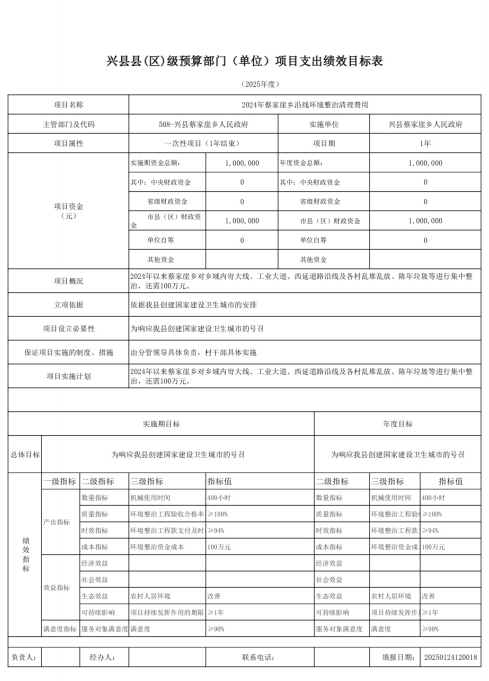 兴县县(区)级预算部门（单位）项目支出绩效目标表
（2025年度）
项目名称 2024年蔡家崖乡沿线环境整治清理费用
主管部门及代码 508-兴县蔡家崖乡人民政府 实施单位 兴县蔡家崖乡人民政府
项目属性 一次性项目（1年结束） 项目期 1年
项目资金
（元）
实施期资金总额： 1,000,000 年度资金总额： 1,000,000
其中：中央财政资金 0 其中：中央财政资金 0
省级财政资金 0 省级财政资金 0
市县（区）财政资
金 1,000,000 市县（区）财政资金 1,000,000
单位自筹 0 单位自筹 0
其他资金 其他资金
项目概况 2024年以来蔡家崖乡对乡域内岢大线、工业大道、西延道路沿线及各村乱堆乱放、陈年垃圾等进行集中整
治，还需100万元。
立项依据 依据我县创建国家建设卫生城市的安排
项目设立必要性 为响应我县创建国家建设卫生城市的号召
保证项目实施的制度、措施 由分管领导具体负责，村干部具体实施
项目实施计划 2024年以来蔡家崖乡对乡域内岢大线、工业大道、西延道路沿线及各村乱堆乱放、陈年垃圾等进行集中整
治，还需100万元。
实施期目标 年度目标
总体目标 为响应我县创建国家建设卫生城市的号召 为响应我县创建国家建设卫生城市的号召
绩效指标
一级指标 二级指标 三级指标 指标值 二级指标 三级指标 指标值
产出指标
数量指标 机械使用时间 400小时 数量指标 机械使用时间 400小时
质量指标 环境整治工程验收合格率 ≥100% 质量指标 环境整治工程验 ≥100%
时效指标 环境整治工程款支付及时 ≥94% 时效指标 环境整治工程款 ≥94%
成本指标 环境整治资金成本 100万元 成本指标 环境整治资金成 100万元
效益指标
经济效益 经济效益
社会效益 社会效益
生态效益 农村人居环境 改善 生态效益 农村人居环境 改善
可持续影响 项目持续发挥作用的期限 ≥1年 可持续影响 项目持续发挥作 ≥1年
满意度指标 服务对象满意度 满意度 ≥90% 服务对象满意度 满意度 ≥90%
负责人： 经办人： 联系电话： 填报日期： 20250124120018